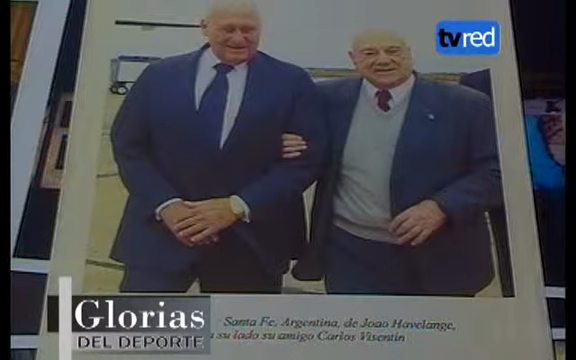 tvred
Santa Fe, Argentina, de Joao Havelange,
su lado su amigo Carlos Visentin
Glorias
DEL DEPORTE